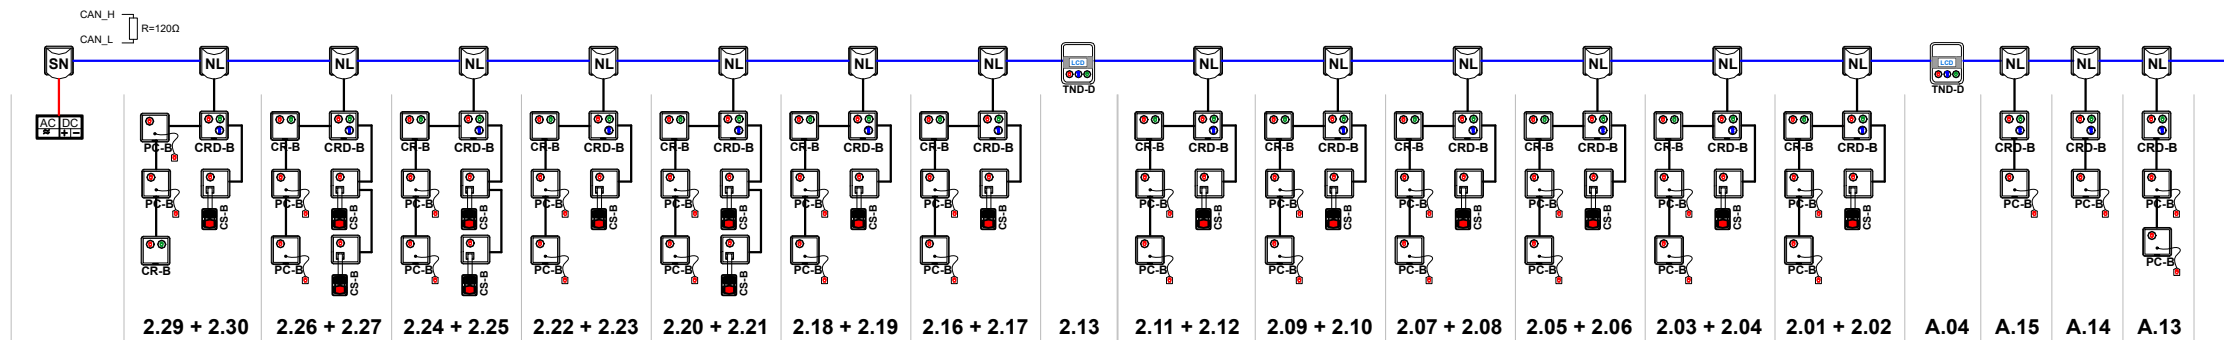 CAN_H
R=120Ω
CAN_L
SN NL NL NL NL NL NL NL LCD NL NL NL NL NL NL LCD NL NL NL
TND-D TND-D
AC DC
≂ + −
PC-B CRD-B CR-B CRD-B CR-B CRD-B CR-B CRD-B CR-B CRD-B CR-B CRD-B CR-B CRD-B CR-B CRD-B CR-B CRD-B CR-B CRD-B CR-B CRD-B CR-B CRD-B CR-B CRD-B CRD-B CRD-B CRD-B
PC-B CS-B PC-B CS-B PC-B CS-B PC-B CS-B PC-B CS-B PC-B CS-B PC-B CS-B PC-B CS-B PC-B CS-B PC-B CS-B PC-B CS-B PC-B CS-B PC-B CS-B PC-B PC-B PC-B
CR-B PC-B CS-B PC-B CS-B PC-B PC-B CS-B PC-B PC-B PC-B PC-B PC-B PC-B PC-B PC-B PC-B
2.29 + 2.30 2.26 + 2.27 2.24 + 2.25 2.22 + 2.23 2.20 + 2.21 2.18 + 2.19 2.16 + 2.17 2.13 2.11 + 2.12 2.09 + 2.10 2.07 + 2.08 2.05 + 2.06 2.03 + 2.04 2.01 + 2.02 A.04 A.15 A.14 A.13